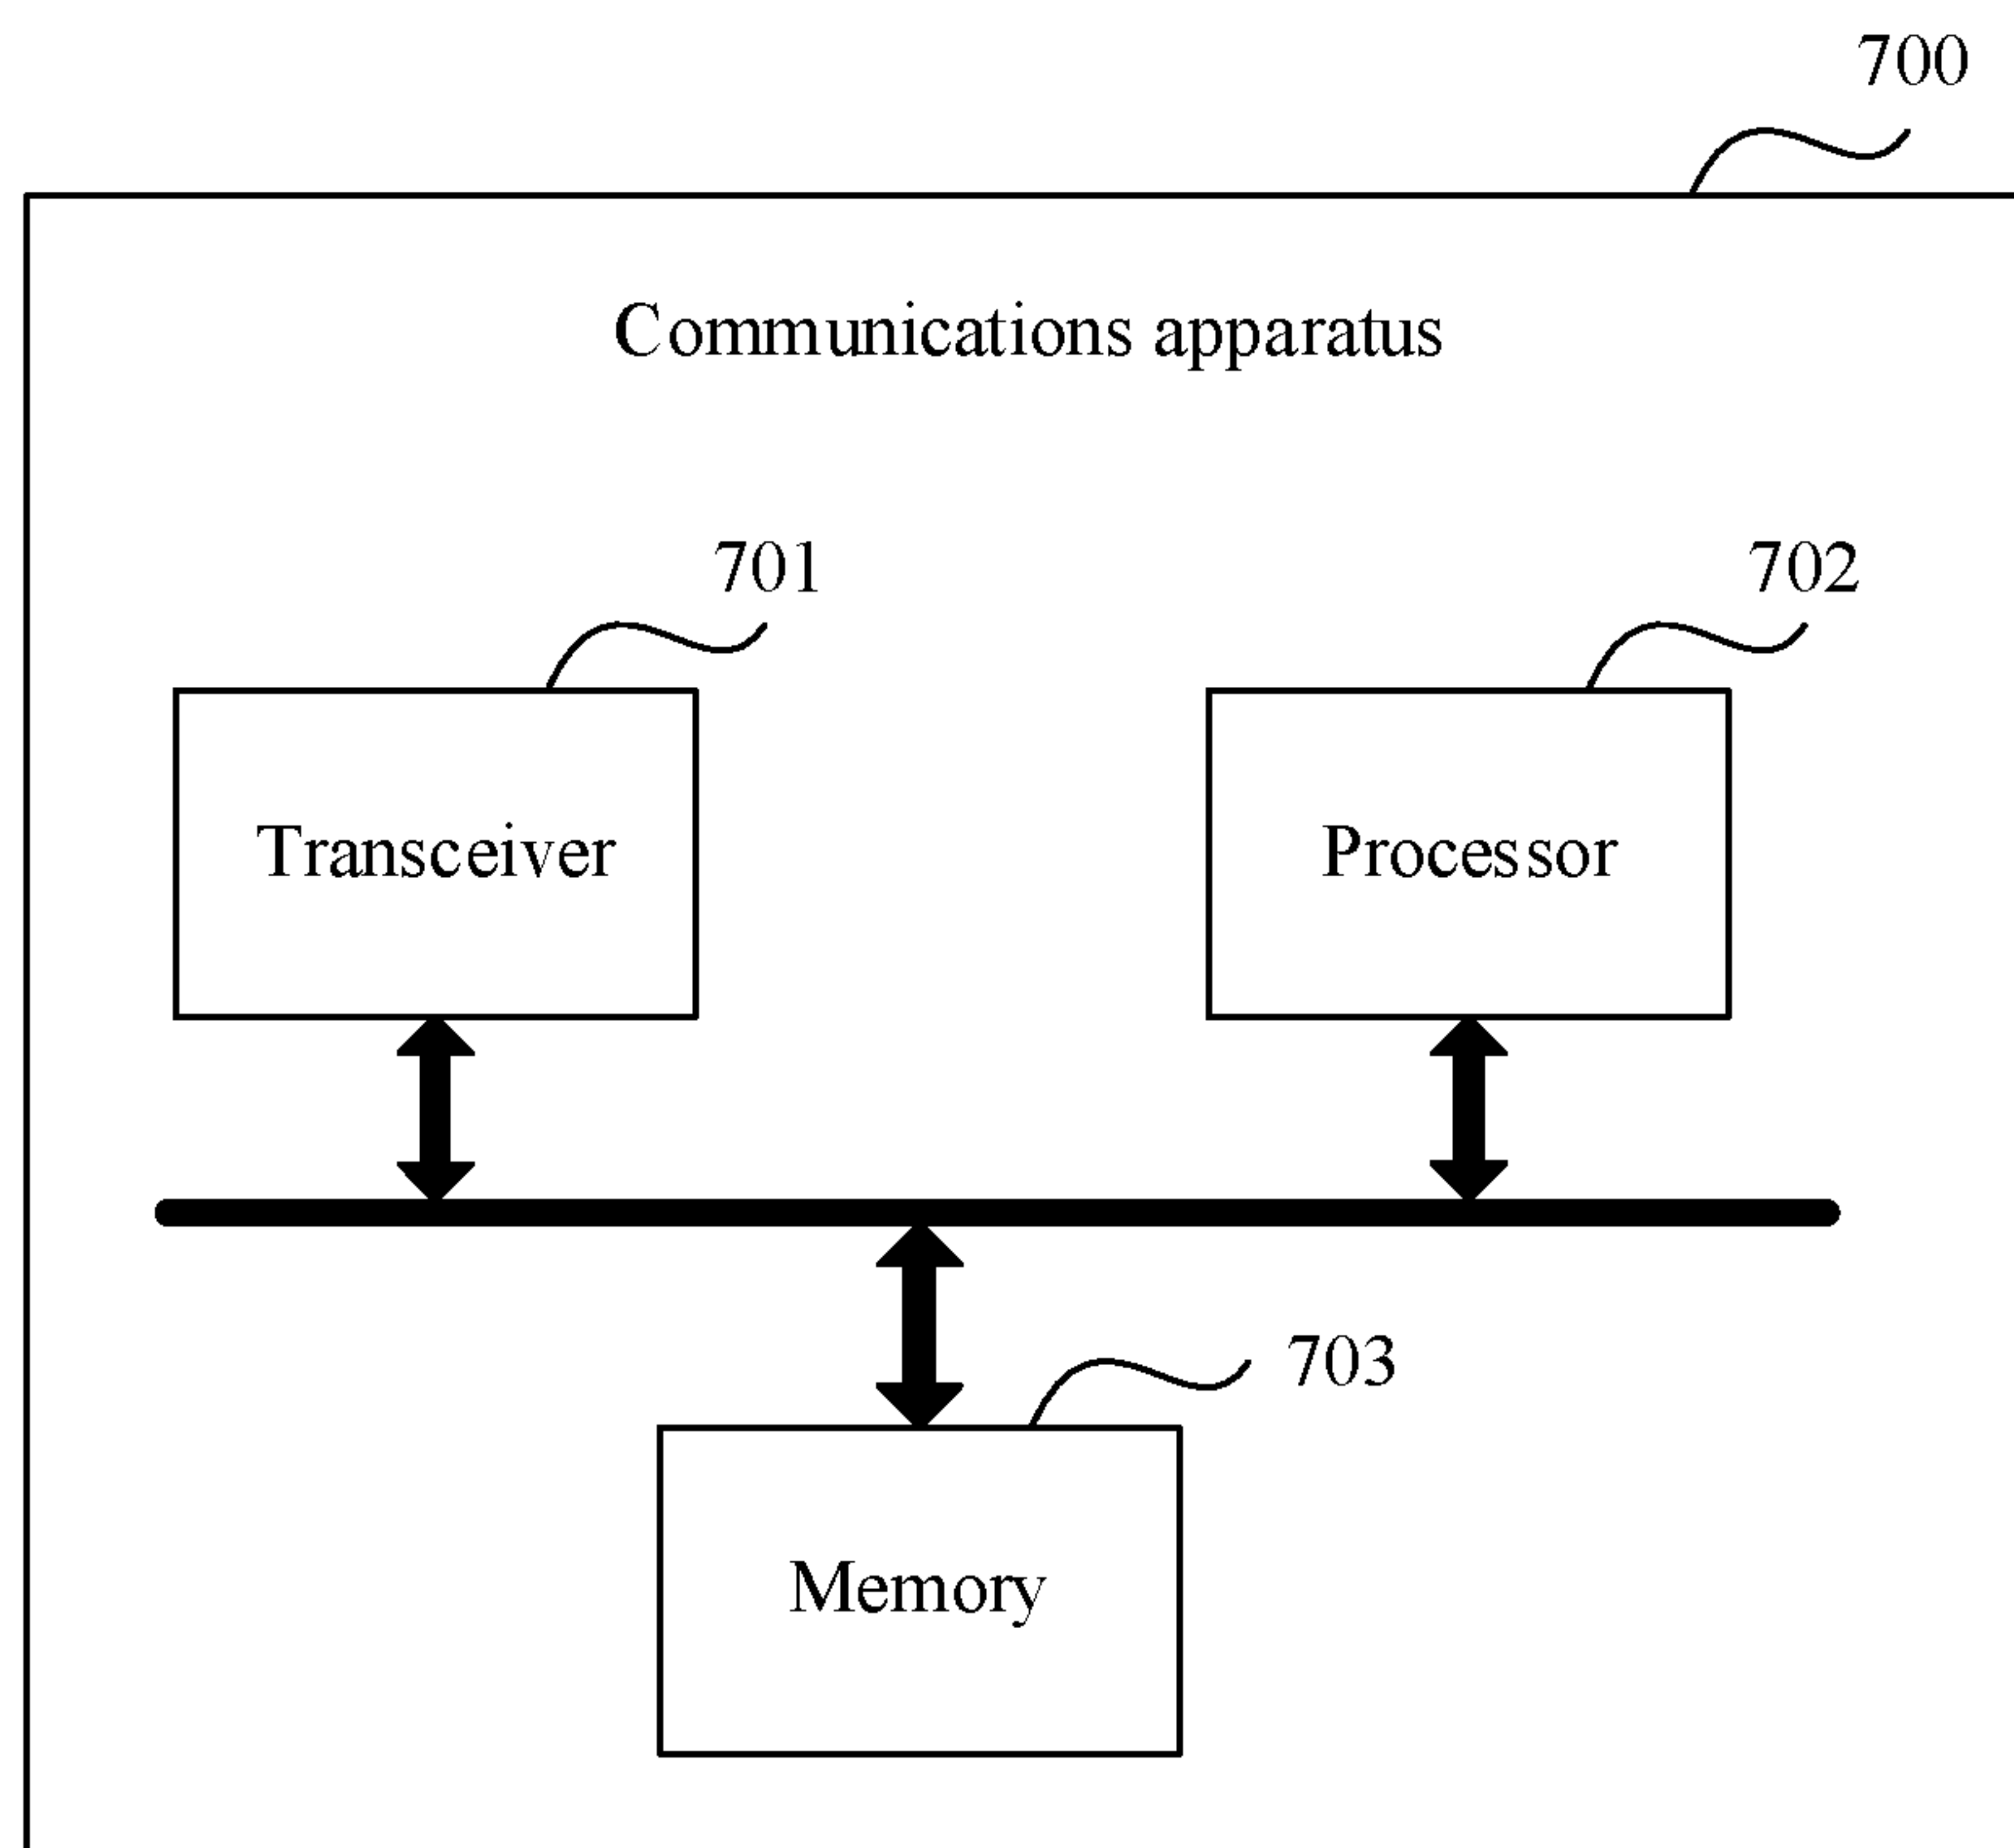 700
Communications apparatus
701
702
Transceiver
Processor
703
Memory